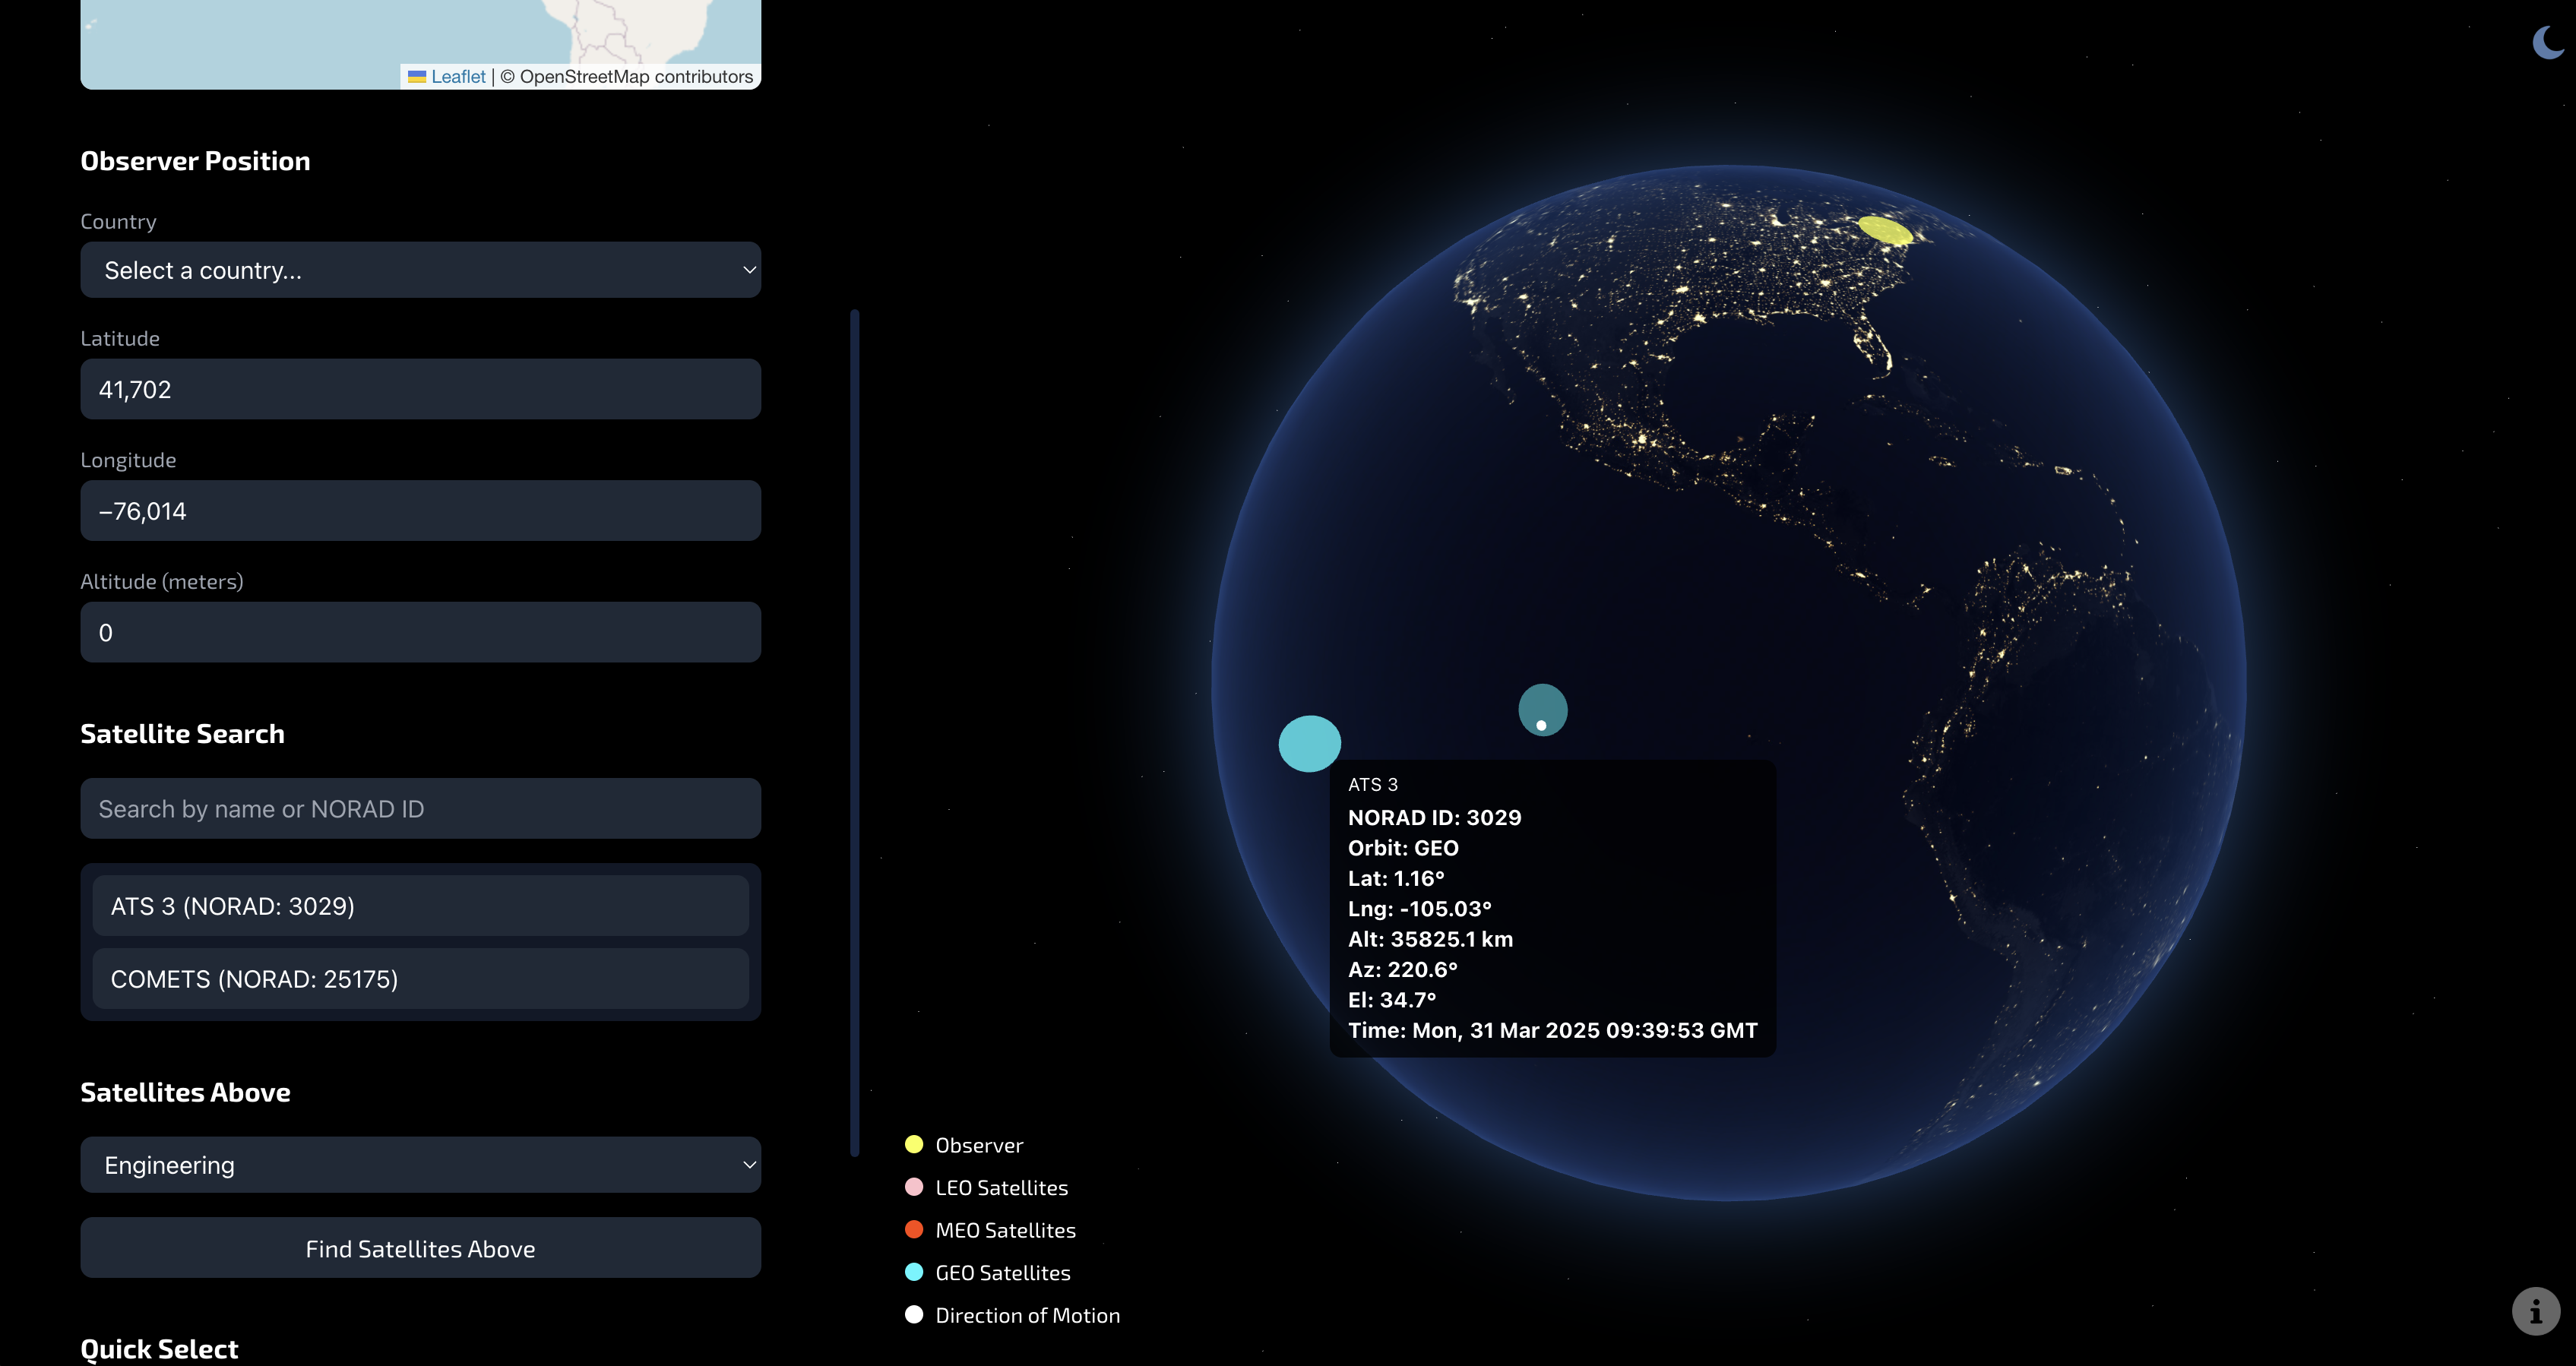 Leaflet | © OpenStreetMap contributors
Observer Position
Country
Select a country...
Latitude
41,702
Longitude
−76,014
Altitude (meters)
0
Satellite Search
Search by name or NORAD ID
ATS 3 (NORAD: 3029)
COMETS (NORAD: 25175)
Satellites Above
Engineering
Find Satellites Above
Quick Select
ATS 3
NORAD ID: 3029
Orbit: GEO
Lat: 1.16°
Lng: -105.03°
Alt: 35825.1 km
Az: 220.6°
El: 34.7°
Time: Mon, 31 Mar 2025 09:39:53 GMT
Observer
LEO Satellites
MEO Satellites
GEO Satellites
Direction of Motion